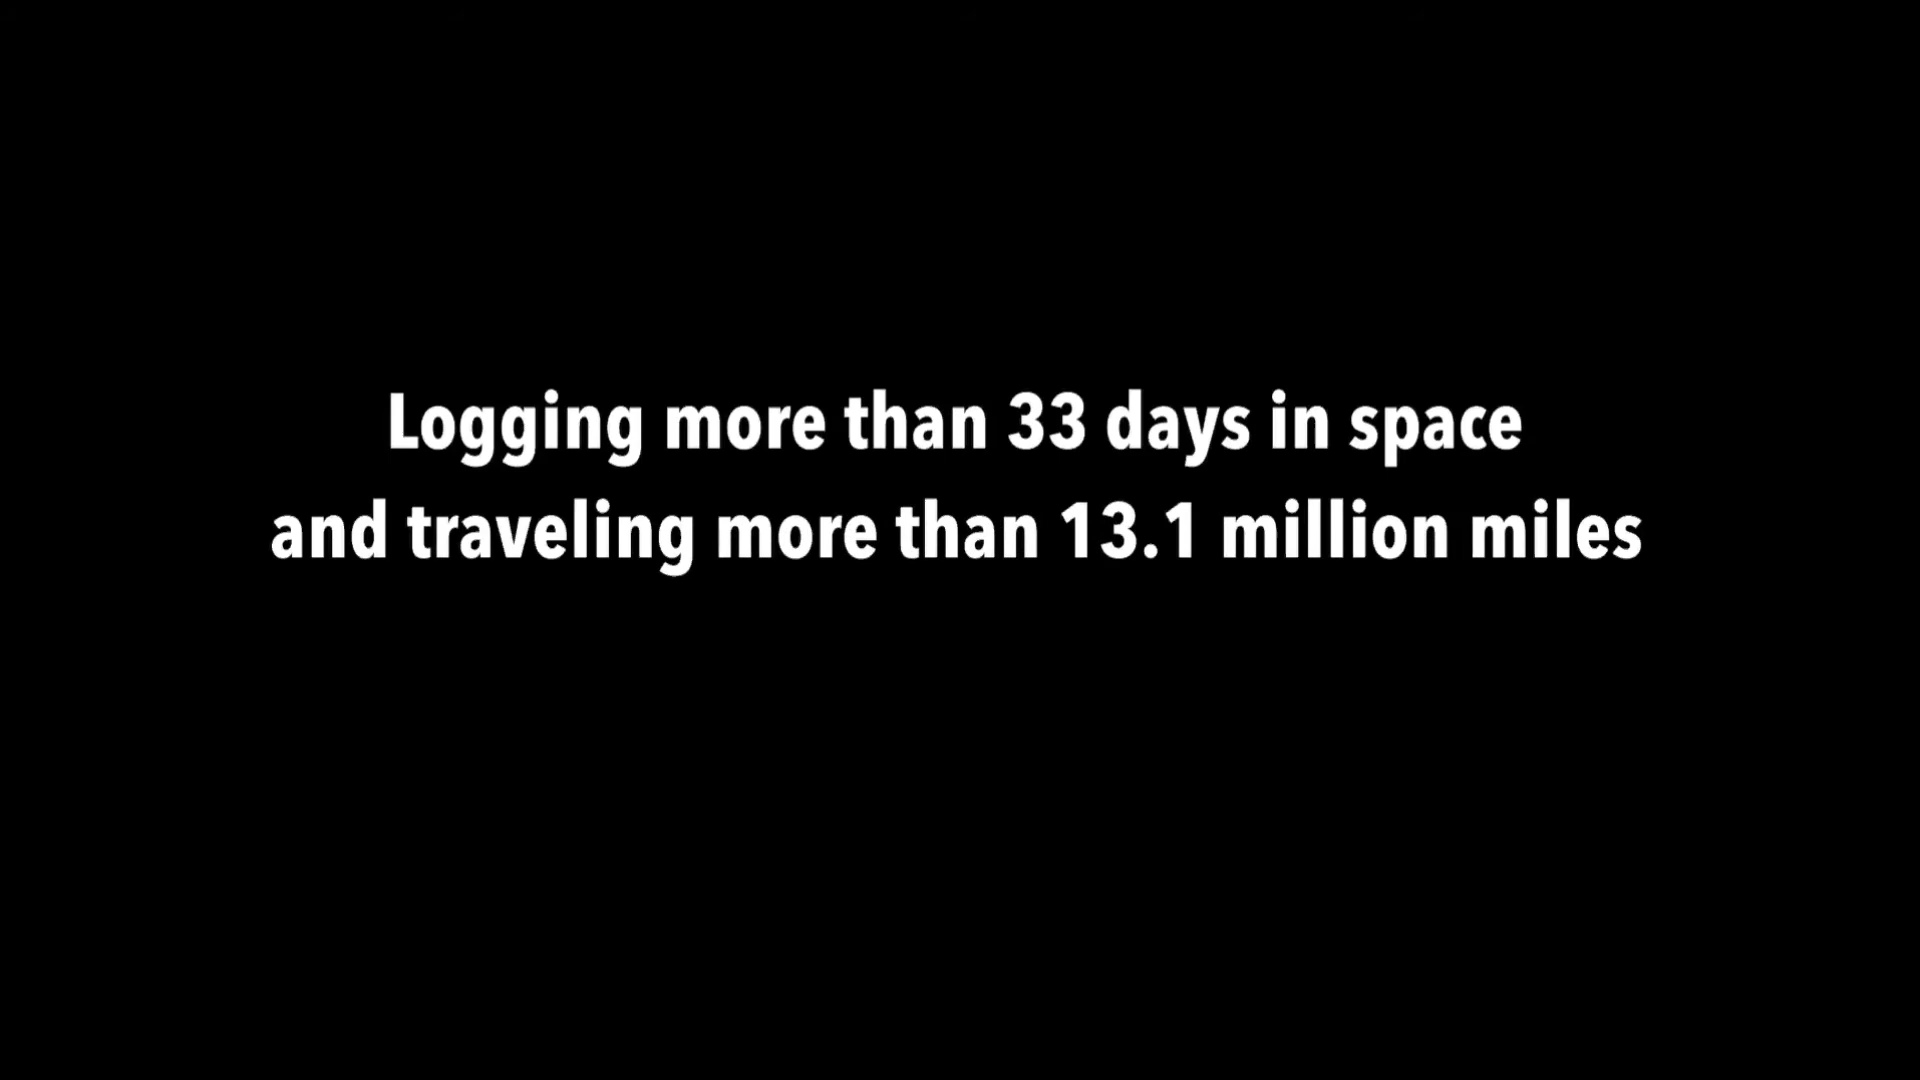 Logging more than 33 days in space
and traveling more than 13.1 million miles